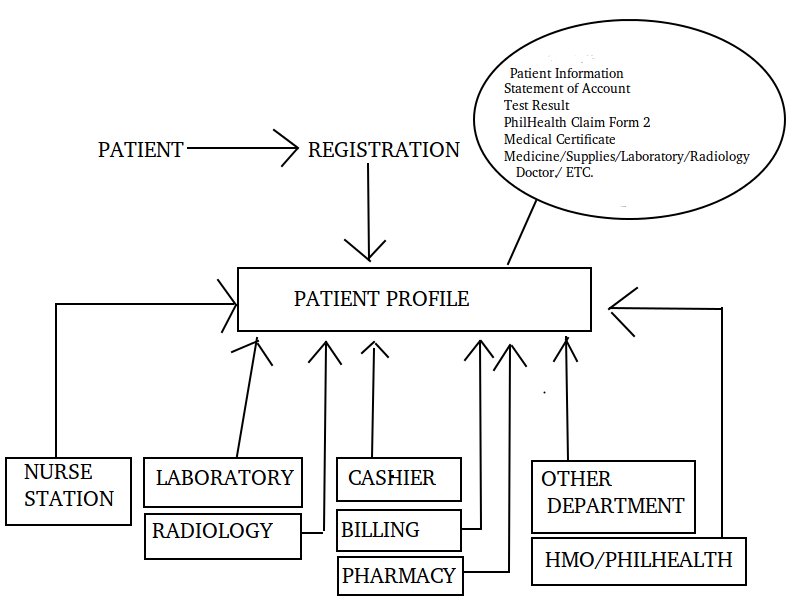 Patient Information
Statement of Account
Test Result
PhilHealth Claim Form 2
Medical Certificate
Medicine/Supplies/Laboratory/Radiology
Doctor./ ETC.
PATIENT
REGISTRATION
PATIENT PROFILE
NURSE
STATION
LABORATORY
RADIOLOGY
CASHIER
BILLING
PHARMACY
OTHER
DEPARTMENT
HMO/PHILHEALTH